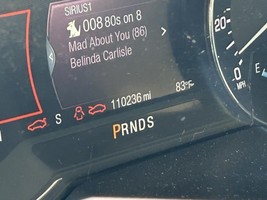 SIRIUS1
008 80s on 8
Mad About You (86)
Belinda Carlisle
S
110236 mi 83°F
PRNDS
20
0
MPH
E